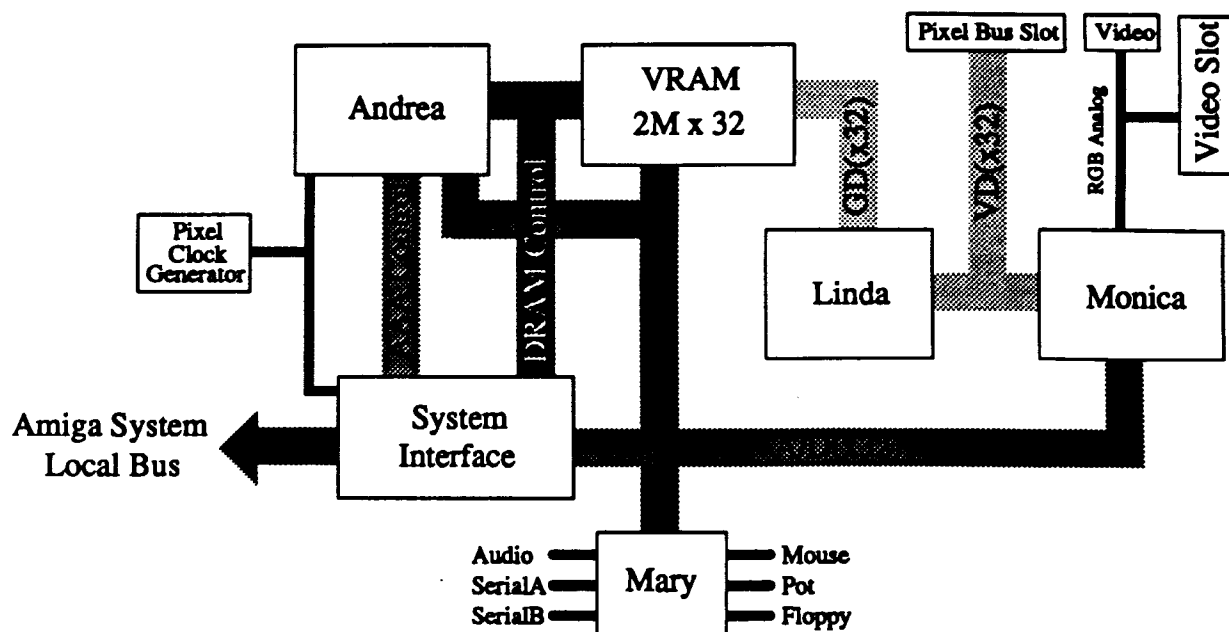 Pixel Bus Slot
Video
Video Slot
Andrea
VRAM
2M x 32
GD(x32)
VD(x32)
RGB Analog
Pixel
Clock
Generator
DRAM Control
Linda
Monica
System
Interface
Amiga System
Local Bus
Audio
SerialA
SerialB
Mary
Mouse
Pot
Floppy